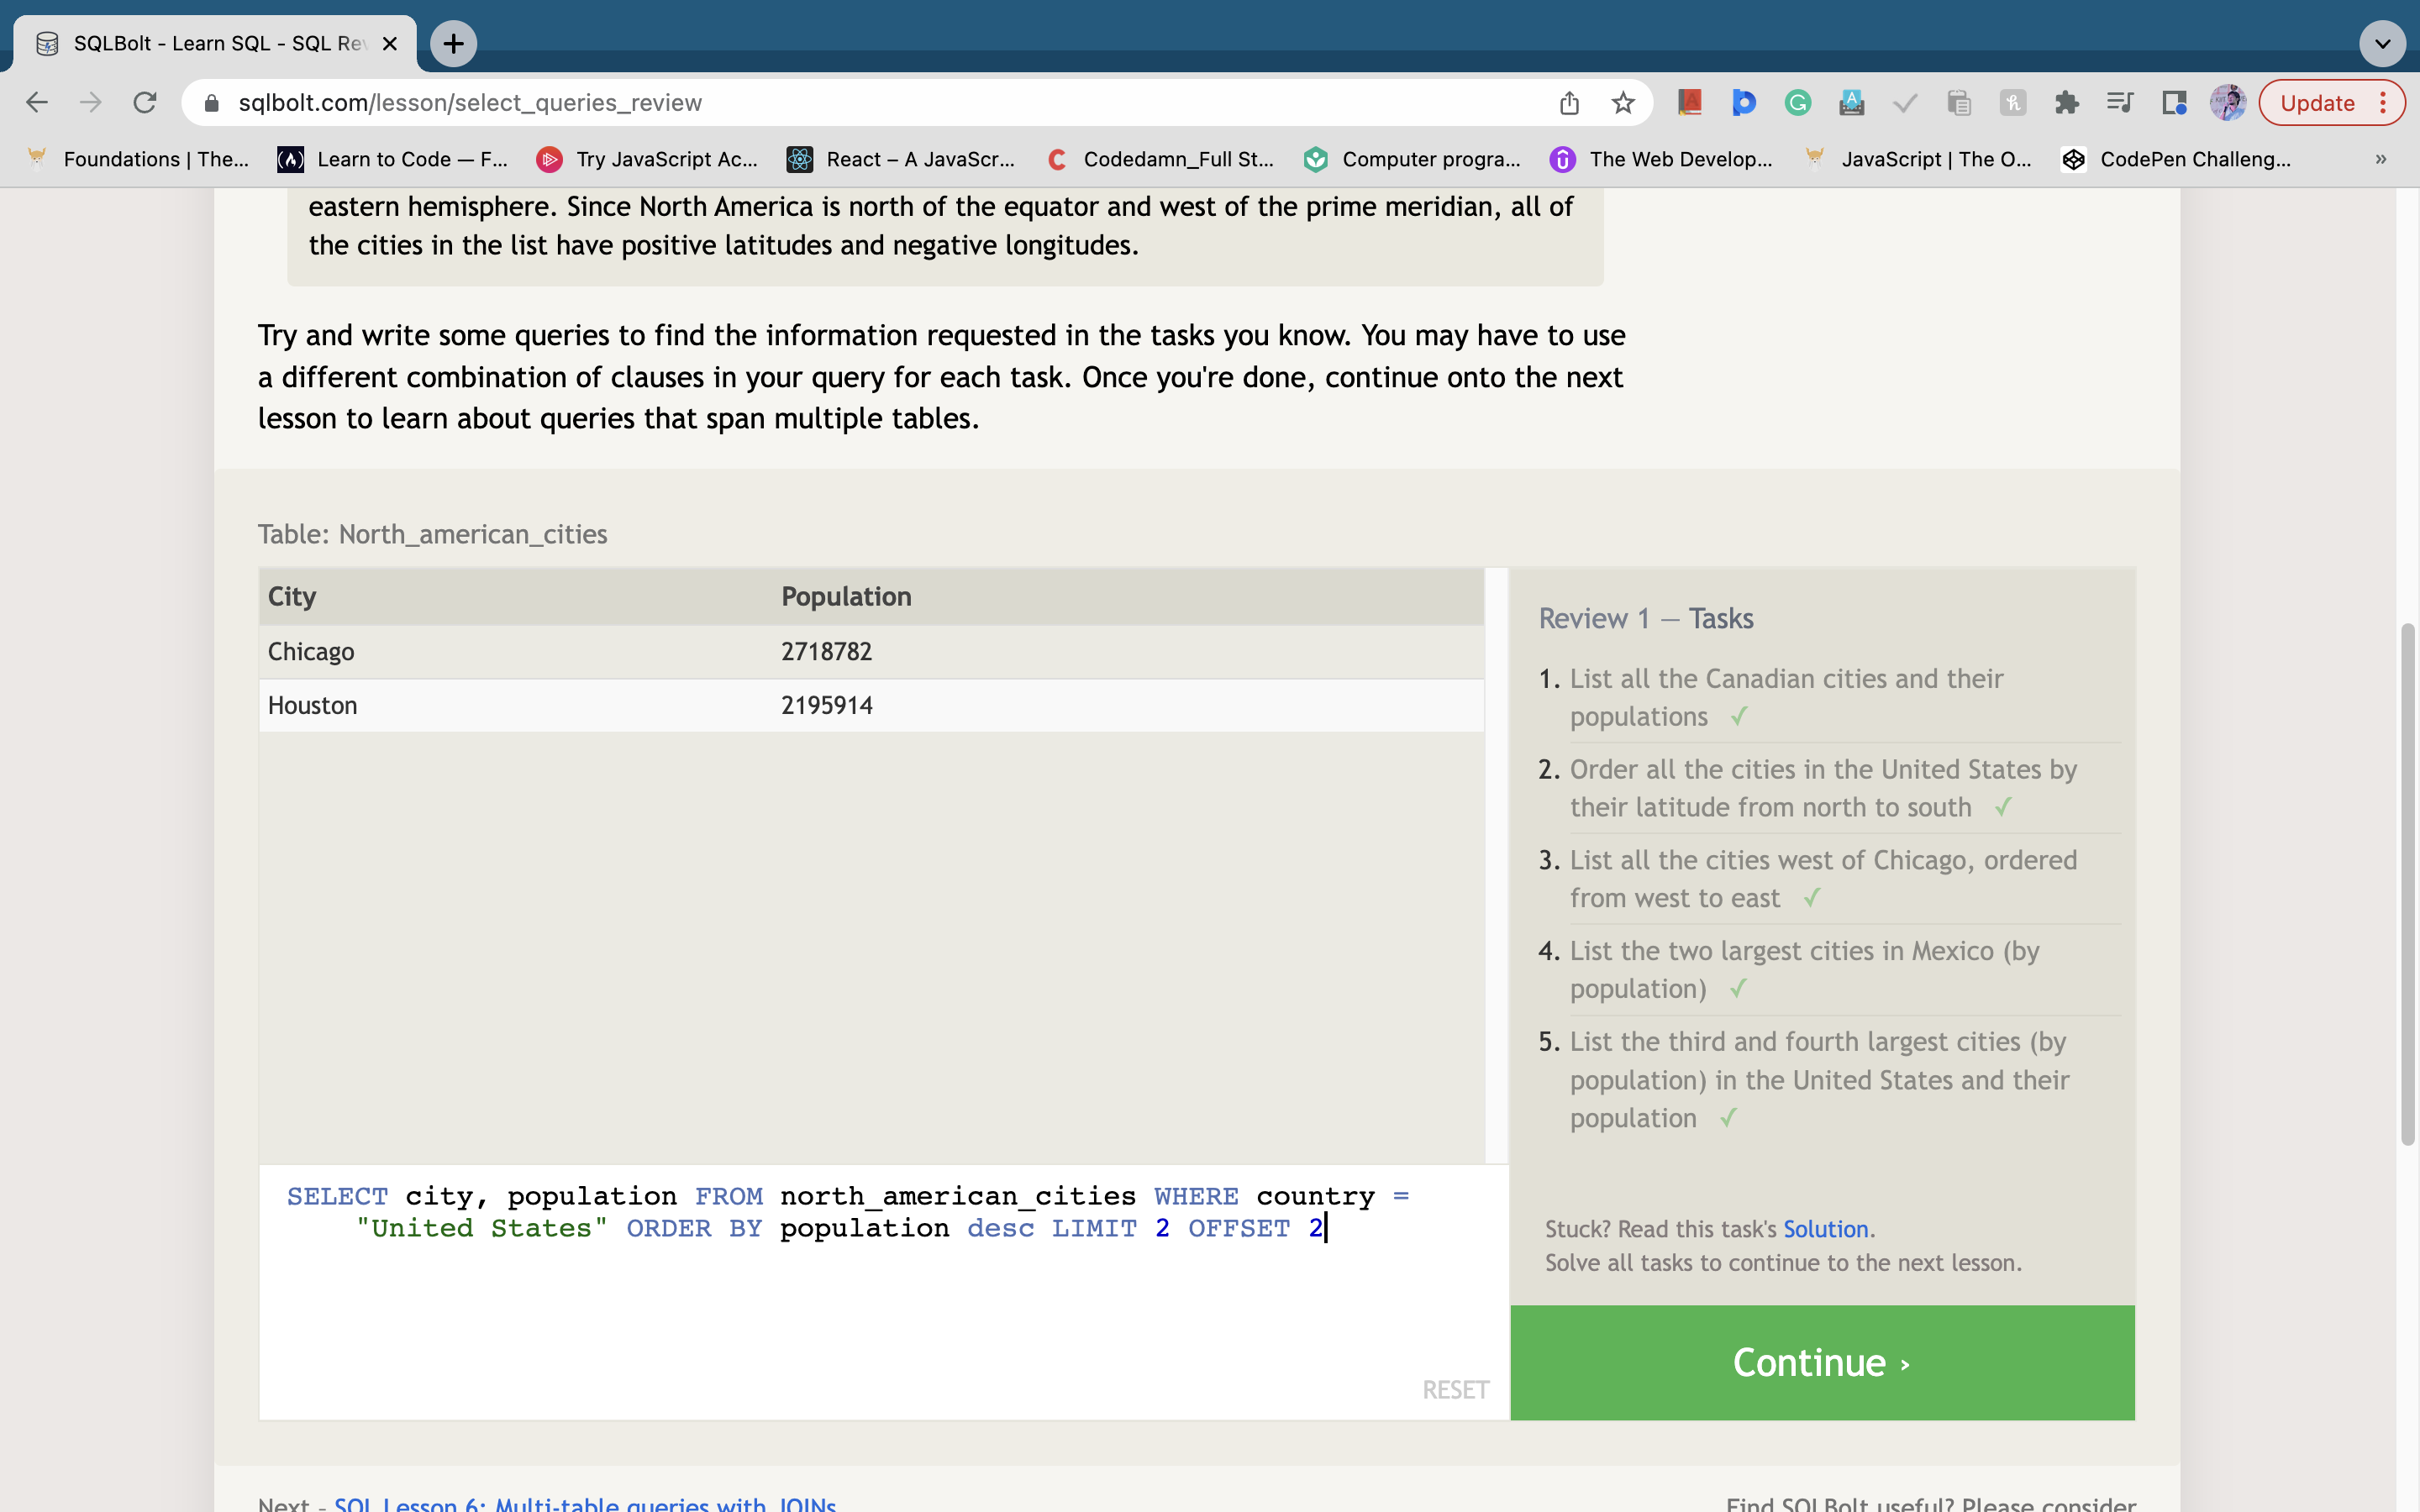 SQLBolt - Learn SQL - SQL Re
sqlbolt.com/lesson/select_queries_review
Update
Foundations | The...
Learn to Code — F...
Try JavaScript Ac...
React – A JavaScr...
Codedamn_Full St...
Computer progra...
The Web Develop...
JavaScript | The O...
CodePen Challeng...
»
eastern hemisphere. Since North America is north of the equator and west of the prime meridian, all of
the cities in the list have positive latitudes and negative longitudes.
Try and write some queries to find the information requested in the tasks you know. You may have to use
a different combination of clauses in your query for each task. Once you're done, continue onto the next
lesson to learn about queries that span multiple tables.
Table: North_american_cities
City Population
Chicago 2718782
Houston 2195914
SELECT city, population FROM north_american_cities WHERE country =
"United States" ORDER BY population desc LIMIT 2 OFFSET 2
RESET
Review 1 — Tasks
1. List all the Canadian cities and their
populations ✓
2. Order all the cities in the United States by
their latitude from north to south ✓
3. List all the cities west of Chicago, ordered
from west to east ✓
4. List the two largest cities in Mexico (by
population) ✓
5. List the third and fourth largest cities (by
population) in the United States and their
population ✓
Stuck? Read this task's Solution.
Solve all tasks to continue to the next lesson.
Continue ›
Next – SQL Lesson 6: Multi-table queries with JOINs
Find SQLBolt useful? Please consider